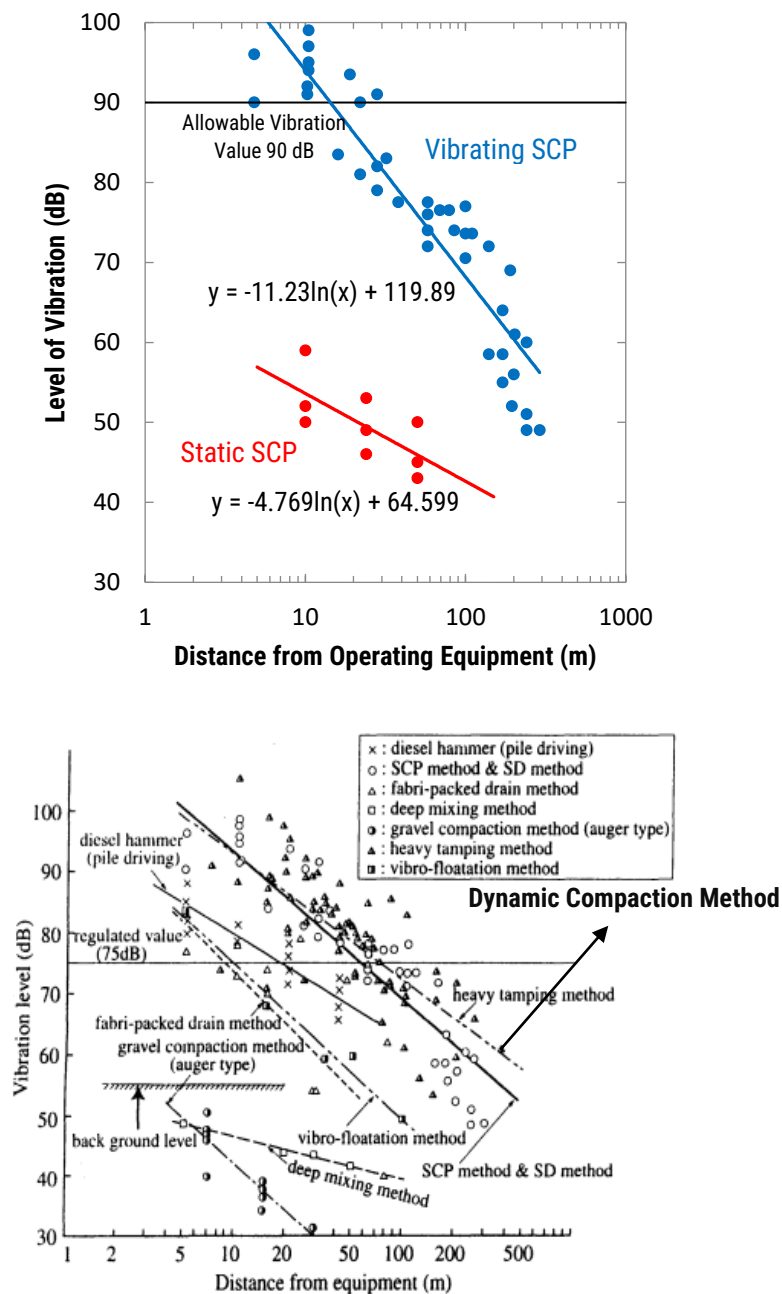 100
90
80
70
60
50
40
30
Level of Vibration (dB)
Allowable Vibration
Value 90 dB
Vibrating SCP
y = -11.23ln(x) + 119.89
Static SCP
y = -4.769ln(x) + 64.599
1 10 100 1000
Distance from Operating Equipment (m)
× : diesel hammer (pile driving)
○ : SCP method & SD method
△ : fabri-packed drain method
□ : deep mixing method
◑ : gravel compaction method (auger type)
▲ : heavy tamping method
◨ : vibro-floatation method
100
90
80
70
60
50
40
30
Vibration level (dB)
diesel hammer
(pile driving)
Dynamic Compaction Method
regulated value
(75dB)
heavy tamping method
fabri-packed drain method
gravel compaction method
(auger type)
back ground level
vibro-floatation method
deep mixing method
SCP method & SD method
1 2 5 10 20 50 100 200 500
Distance from equipment (m)